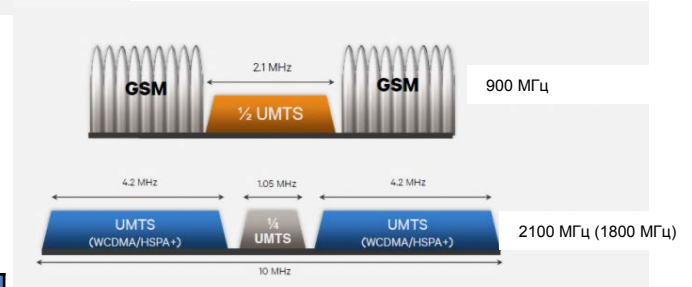 2.1 MHz
GSM
GSM
900 МГц
½ UMTS
4.2 MHz
1.05 MHz
4.2 MHz
UMTS
(WCDMA/HSPA+)
¼
UMTS
UMTS
(WCDMA/HSPA+)
2100 МГц (1800 МГц)
10 MHz